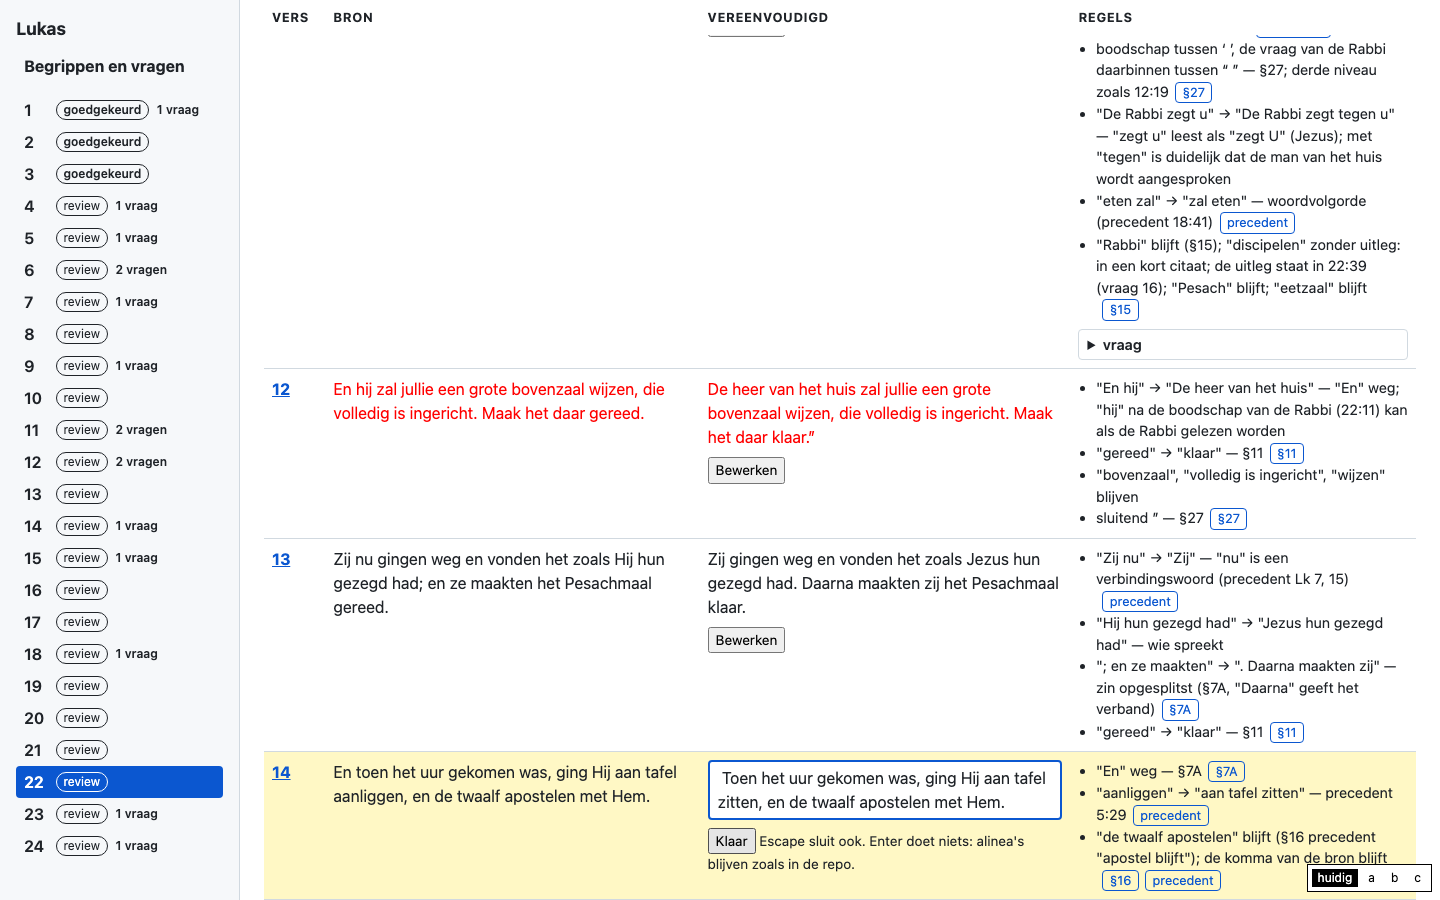 Lukas
Begrippen en vragen
1 goedgekeurd 1 vraag
2 goedgekeurd
3 goedgekeurd
4 review 1 vraag
5 review 1 vraag
6 review 2 vragen
7 review 1 vraag
8 review
9 review 1 vraag
10 review
11 review 2 vragen
12 review 2 vragen
13 review
14 review 1 vraag
15 review 1 vraag
16 review
17 review
18 review 1 vraag
19 review
20 review
21 review
22 review
23 review 1 vraag
24 review 1 vraag
VERS BRON VEREENVOUDIGD REGELS
• boodschap tussen ‘ ’, de vraag van de Rabbi
daarbinnen tussen “ ” — §27; derde niveau
zoals 12:19 §27
• "De Rabbi zegt u" → "De Rabbi zegt tegen u"
— "zegt u" leest als "zegt U" (Jezus); met
"tegen" is duidelijk dat de man van het huis
wordt aangesproken
• "eten zal" → "zal eten" — woordvolgorde
(precedent 18:41) precedent
• "Rabbi" blijft (§15); "discipelen" zonder uitleg:
in een kort citaat; de uitleg staat in 22:39
(vraag 16); "Pesach" blijft; "eetzaal" blijft
§15
▶ vraag
12
En hij zal jullie een grote bovenzaal wijzen, die
volledig is ingericht. Maak het daar gereed.
De heer van het huis zal jullie een grote
bovenzaal wijzen, die volledig is ingericht. Maak
het daar klaar.”
Bewerken
• "En hij" → "De heer van het huis" — "En" weg;
"hij" na de boodschap van de Rabbi (22:11) kan
als de Rabbi gelezen worden
• "gereed" → "klaar" — §11 §11
• "bovenzaal", "volledig is ingericht", "wijzen"
blijven
• sluitend ” — §27 §27
13
Zij nu gingen weg en vonden het zoals Hij hun
gezegd had; en ze maakten het Pesachmaal
gereed.
Zij gingen weg en vonden het zoals Jezus hun
gezegd had. Daarna maakten zij het Pesachmaal
klaar.
Bewerken
• "Zij nu" → "Zij" — "nu" is een
verbindingswoord (precedent Lk 7, 15)
precedent
• "Hij hun gezegd had" → "Jezus hun gezegd
had" — wie spreekt
• "; en ze maakten" → ". Daarna maakten zij" —
zin opgesplitst (§7A, "Daarna" geeft het
verband) §7A
• "gereed" → "klaar" — §11 §11
14
En toen het uur gekomen was, ging Hij aan tafel
aanliggen, en de twaalf apostelen met Hem.
Toen het uur gekomen was, ging Hij aan tafel
zitten, en de twaalf apostelen met Hem.
Klaar Escape sluit ook. Enter doet niets: alinea's
blijven zoals in de repo.
• "En" weg — §7A §7A
• "aanliggen" → "aan tafel zitten" — precedent
5:29 precedent
• "de twaalf apostelen" blijft (§16 precedent
"apostel blijft"); de komma van de bron blijft
§16 precedent
huidig a b c